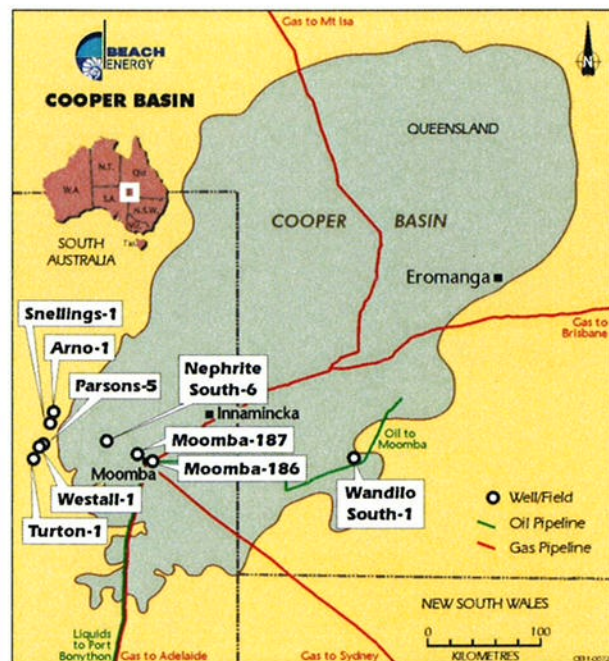 BEACH
ENERGY
COOPER BASIN
Gas to Mt Isa
N
QUEENSLAND
N.T.
Qld
W.A.
S.A.
N.S.W.
Vic
Tas
SOUTH
AUSTRALIA
COOPER BASIN
Eromanga
Gas to
Brisbane
Snellings-1
Arno-1
Parsons-5
Nephrite
South-6
Innamincka
Moomba-187
Oil to
Moomba
Moomba
Moomba-186
Westall-1
Turton-1
Wandilo
South-1
Well/Field
Oil Pipeline
Gas Pipeline
NEW SOUTH WALES
0 100
KILOMETRES
Liquids
to Port
Bonython
Gas to Adelaide
Gas to Sydney